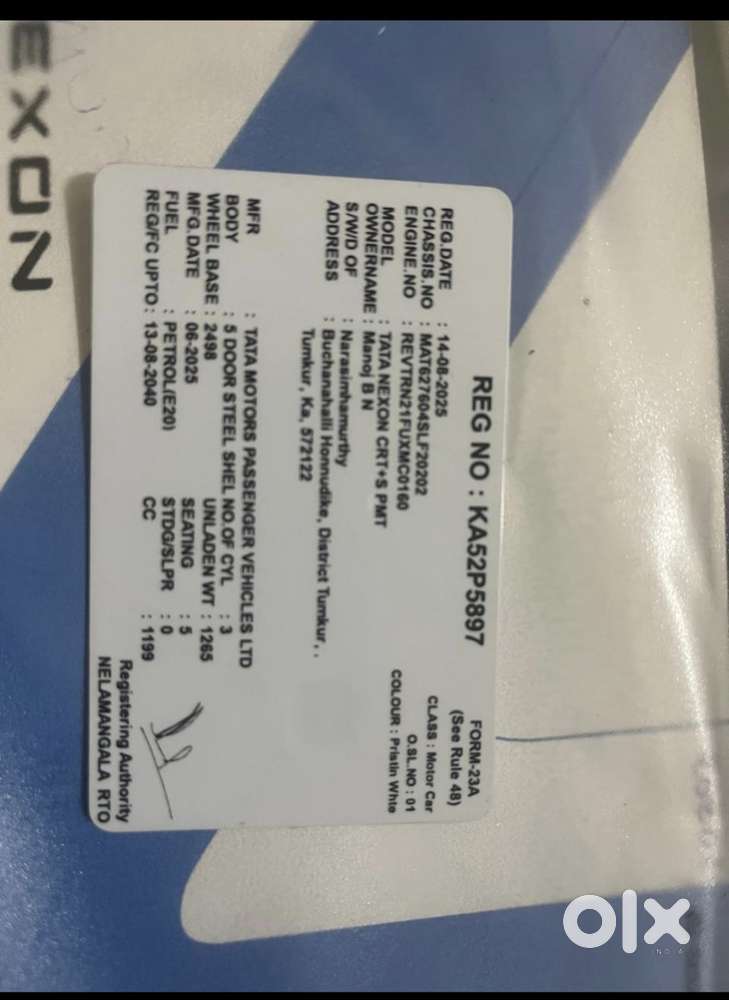 NEXON
REG NO : KA52P5897
FORM-23A
(See Rule 48)
REG.DATE : 14-08-2025
CLASS : Motor Car
CHASSIS.NO : MAT627604SLF20202
O.SL.NO : 01
ENGINE.NO : REVTRN21FUXMC0160
COLOUR : Pristin Whte
MODEL : TATA NEXON CRT+S PMT
OWNERNAME : Manoj B N
S/W/D OF : Narasimhamurthy
ADDRESS : Buchanahalli Honnudike, District Tumkur, .
Tumkur, Ka, 572122
MFR : TATA MOTORS PASSENGER VEHICLES LTD
BODY : 5 DOOR STEEL SHEL NO.OF CYL : 3
WHEEL BASE : 2498 UNLADEN WT : 1265
MFG.DATE : 06-2025 SEATING : 5
FUEL : PETROL(E20) STDG/SLPR : 0
REG/FC UPTO : 13-08-2040 CC : 1199
Registering Authority
NELAMANGALA RTO
olx
INDIA